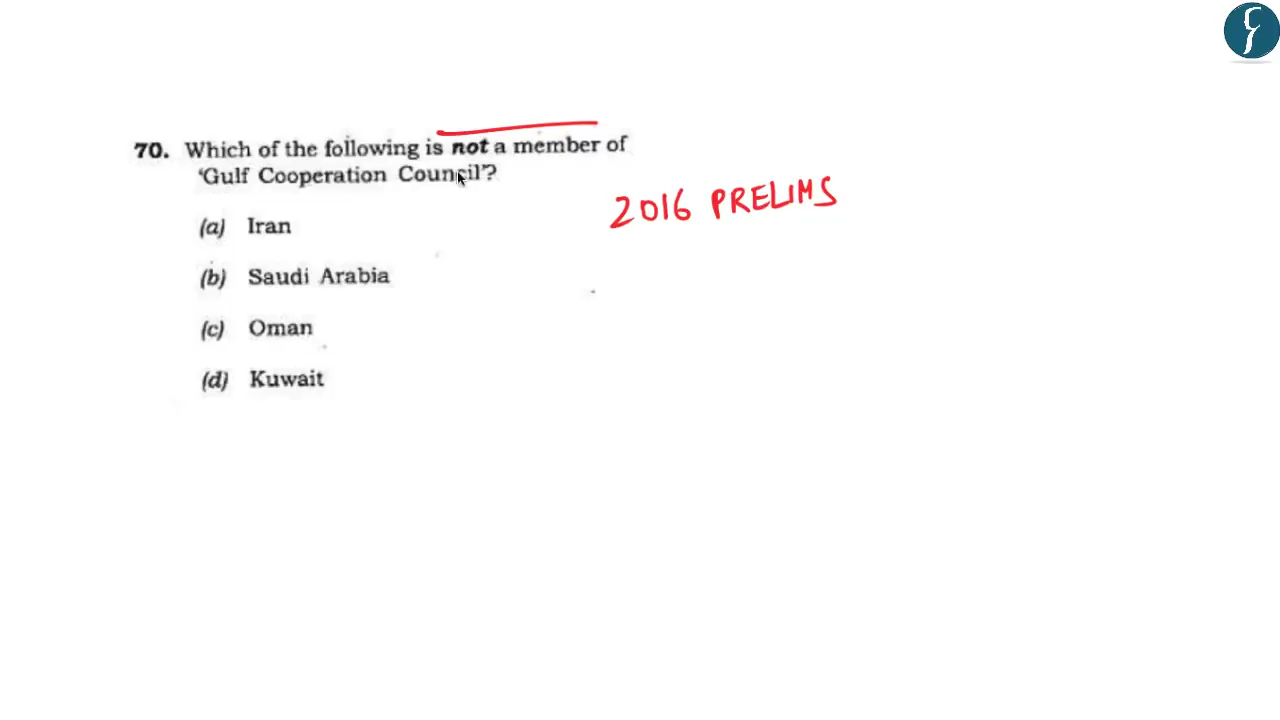 70. Which of the following is not a member of
'Gulf Cooperation Council'?
2016 PRELIMS
(a) Iran
(b) Saudi Arabia
(c) Oman
(d) Kuwait